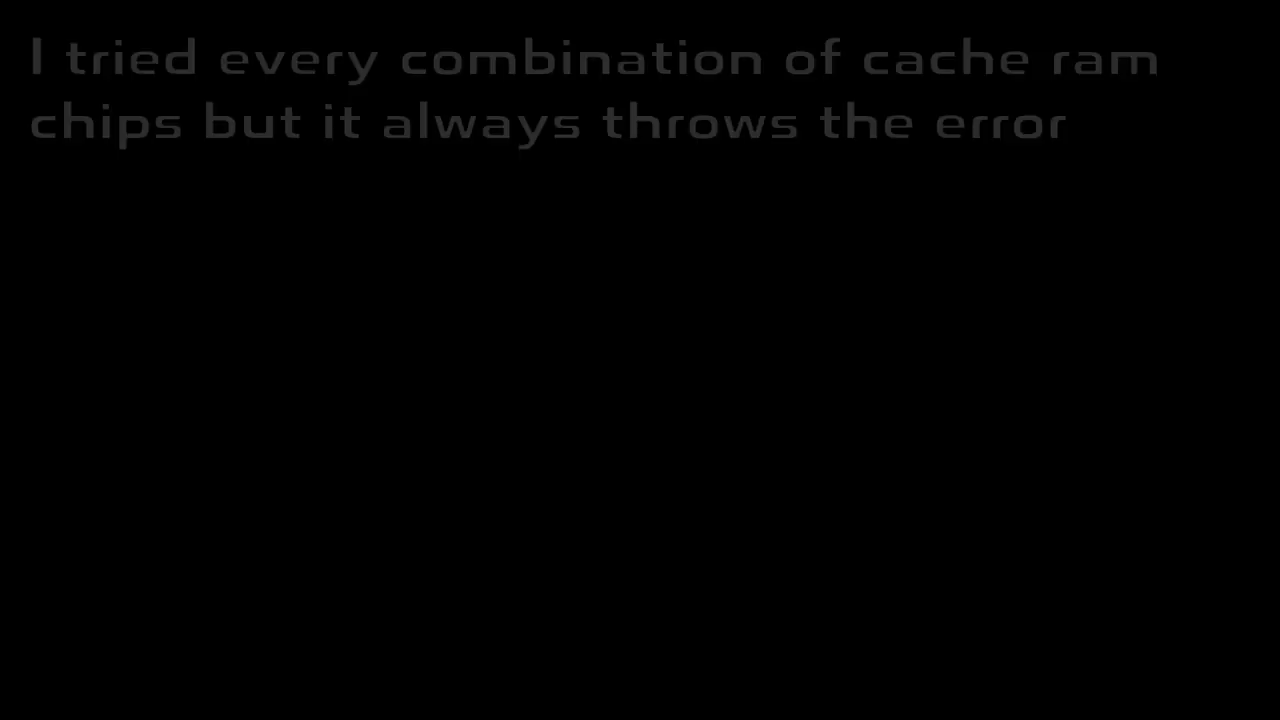 I tried every combination of cache ram
chips but it always throws the error